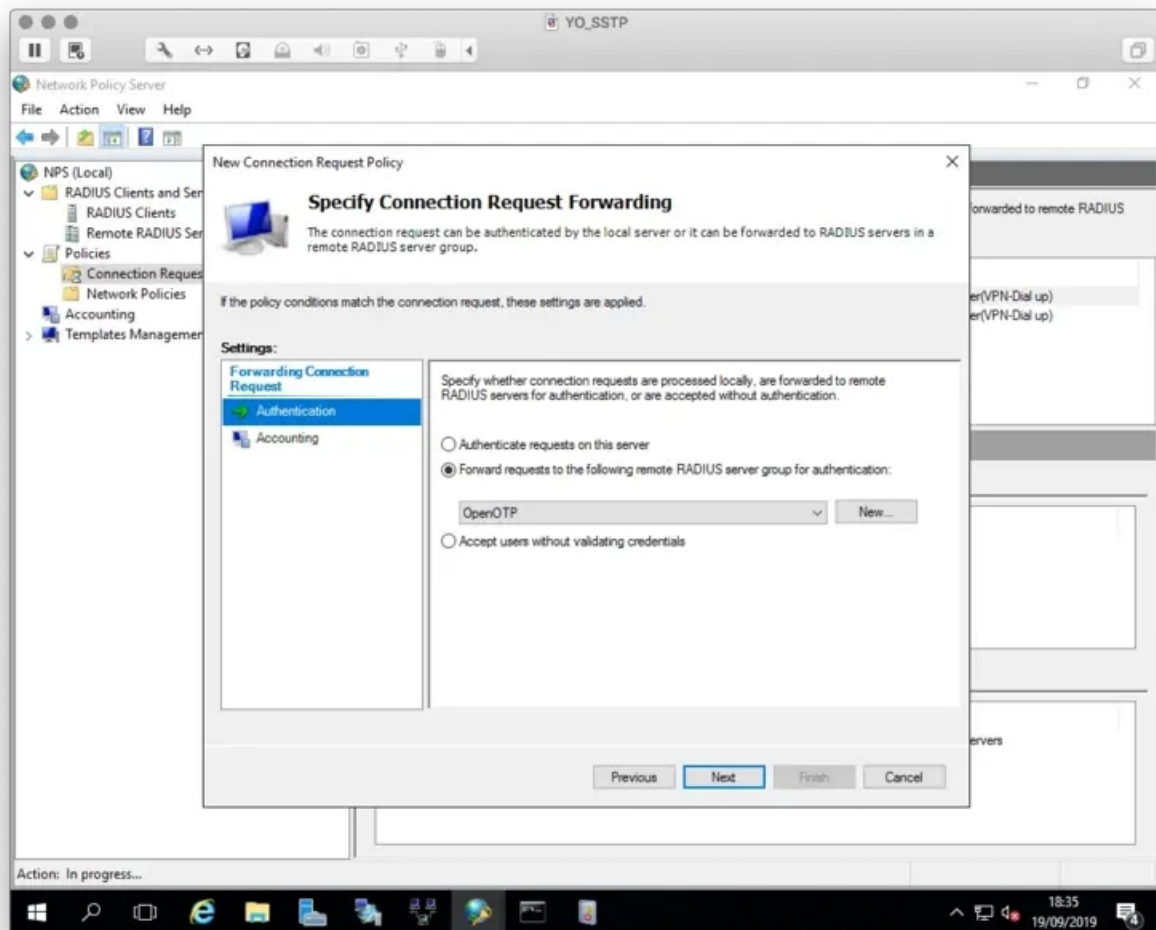 YO_SSTP
Network Policy Server
File Action View Help
NPS (Local)
RADIUS Clients and Ser
RADIUS Clients
Remote RADIUS Ser
Policies
Connection Reques
Network Policies
Accounting
Templates Managemer
New Connection Request Policy
Specify Connection Request Forwarding
The connection request can be authenticated by the local server or it can be forwarded to RADIUS servers in a
remote RADIUS server group.
If the policy conditions match the connection request, these settings are applied.
Settings:
Forwarding Connection
Request
Authentication
Accounting
Specify whether connection requests are processed locally, are forwarded to remote
RADIUS servers for authentication, or are accepted without authentication.
Authenticate requests on this server
Forward requests to the following remote RADIUS server group for authentication:
OpenOTP
New...
Accept users without validating credentials
Previous Next Finish Cancel
forwarded to remote RADIUS
er(VPN-Dial up)
er(VPN-Dial up)
ervers
Action: In progress...
18:35
19/09/2019
4